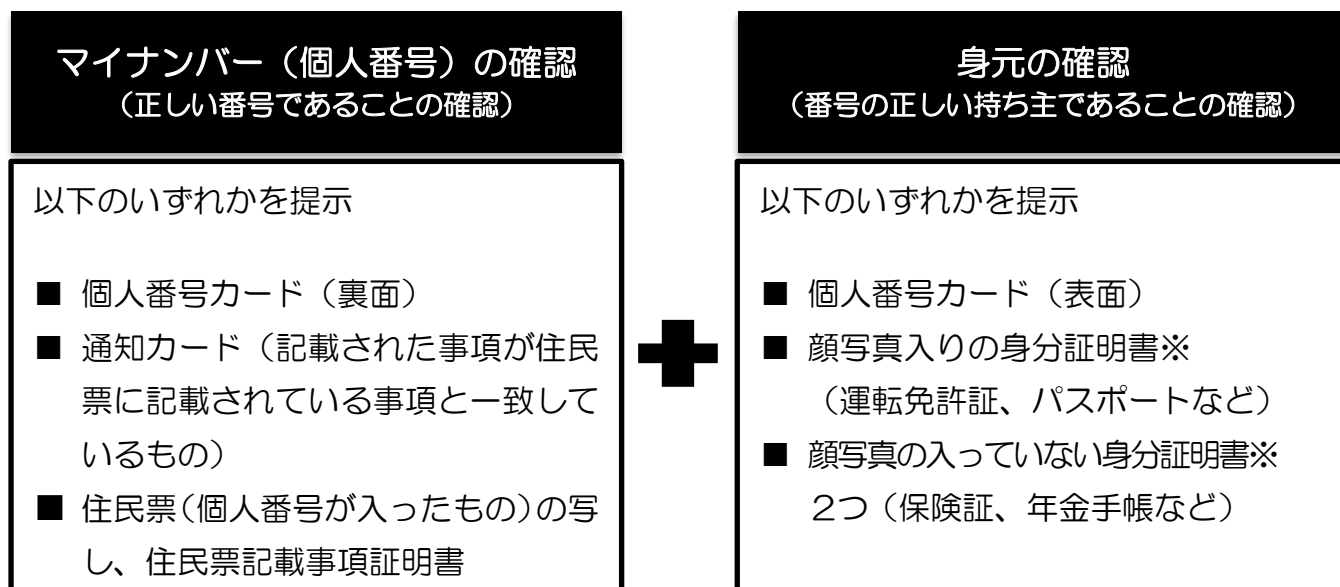 マイナンバー（個人番号）の確認
（正しい番号であることの確認）
以下のいずれかを提示
■ 個人番号カード（裏面）
■ 通知カード（記載された事項が住民
票に記載されている事項と一致して
いるもの）
■ 住民票（個人番号が入ったもの）の写
し、住民票記載事項証明書
身元の確認
（番号の正しい持ち主であることの確認）
以下のいずれかを提示
■ 個人番号カード（表面）
■ 顔写真入りの身分証明書※
（運転免許証、パスポートなど）
■ 顔写真の入っていない身分証明書※
２つ（保険証、年金手帳など）